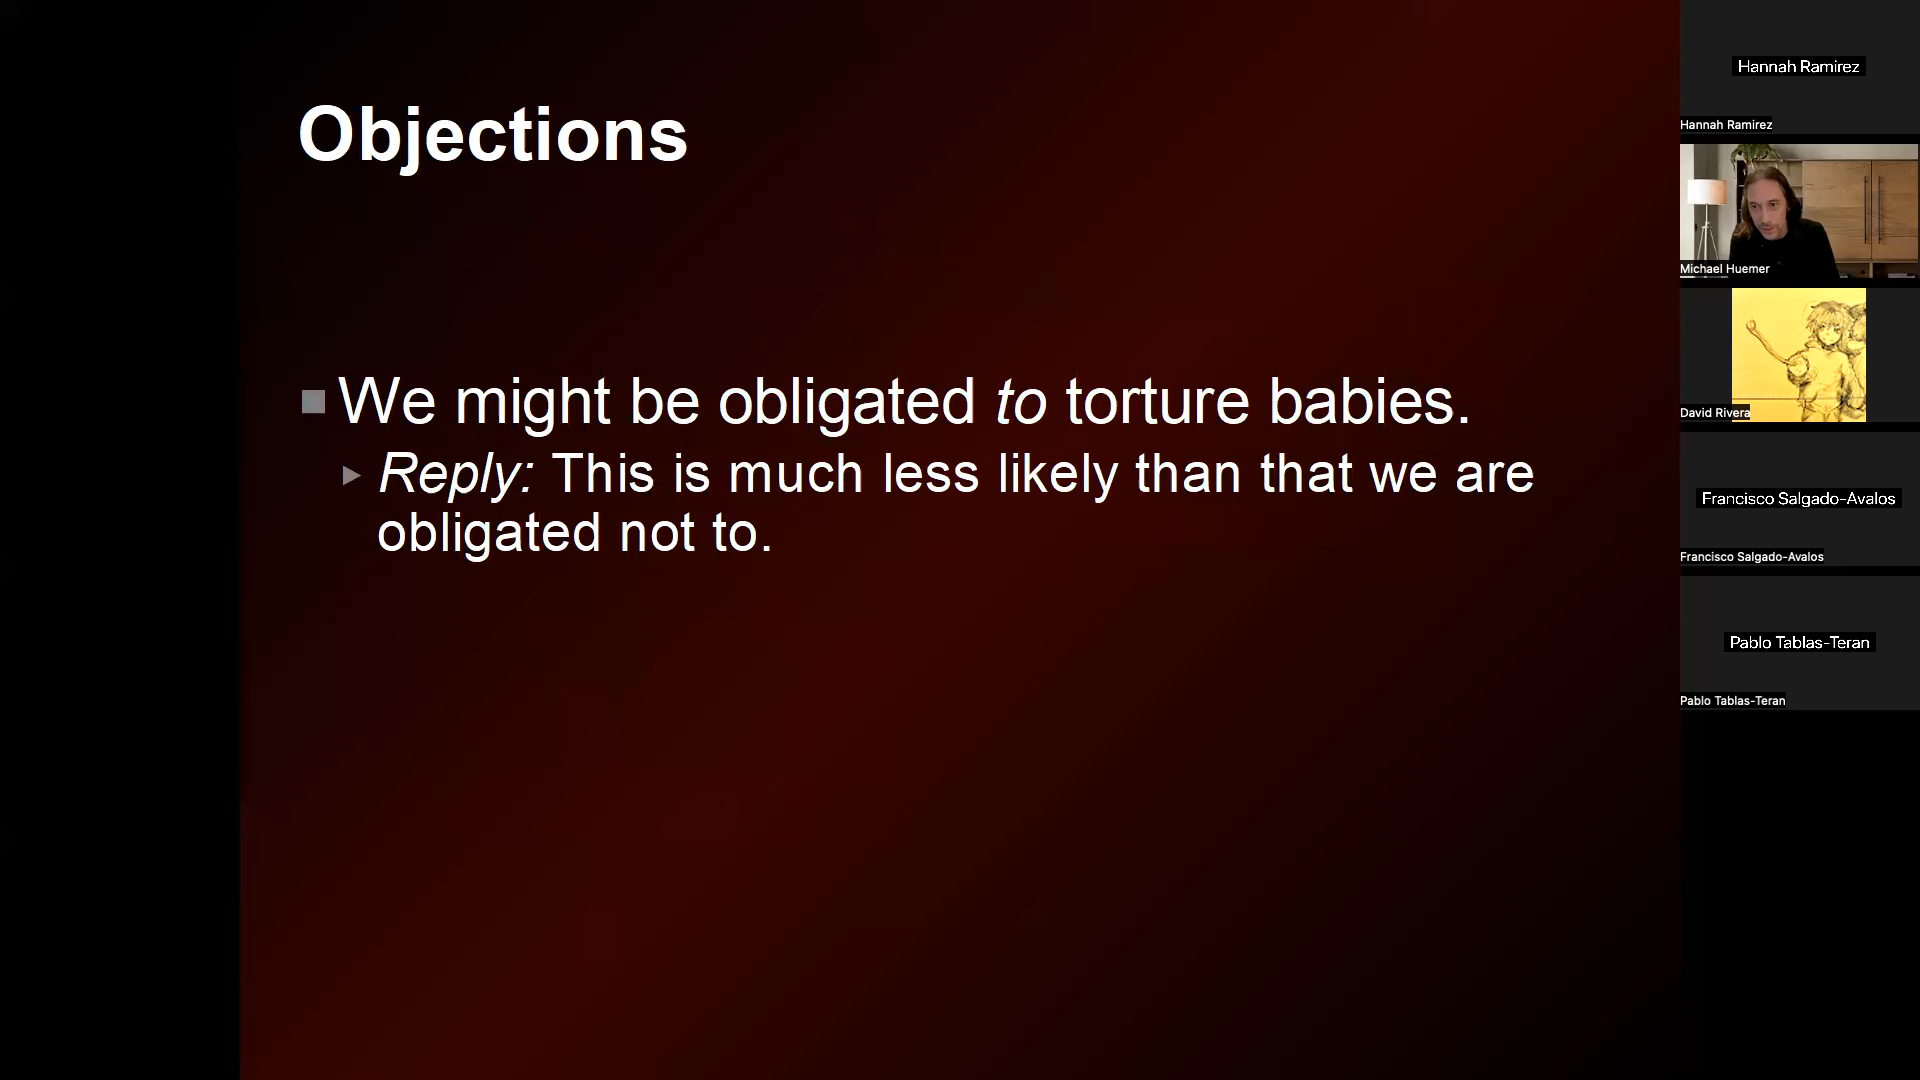 Objections
We might be obligated to torture babies.
Reply: This is much less likely than that we are
obligated not to.
Hannah Ramirez
Hannah Ramirez
Michael Huemer
David Rivera
Francisco Salgado-Avalos
Francisco Salgado-Avalos
Pablo Tablas-Teran
Pablo Tablas-Teran